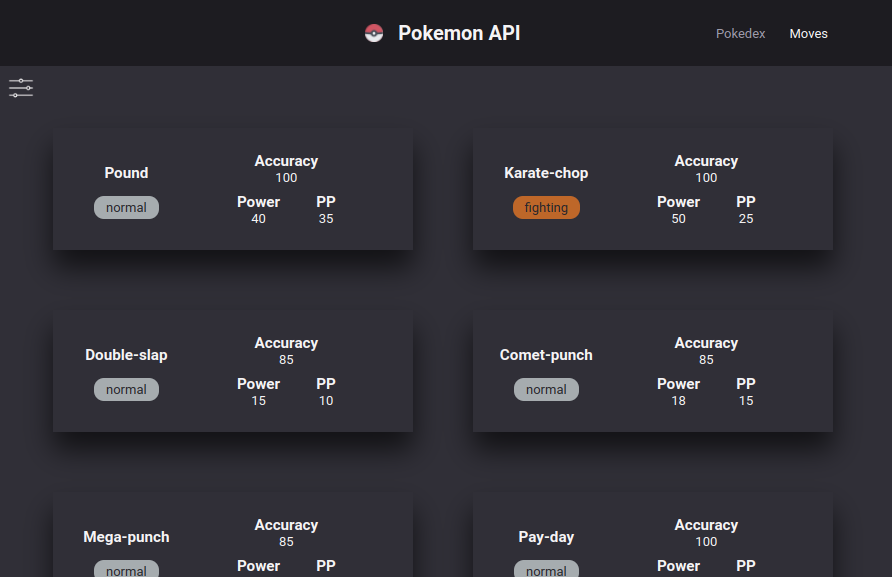 Pokemon API
Pokedex
Moves
Pound
normal
Accuracy
100
Power
PP
40
35
Karate-chop
fighting
Accuracy
100
Power
PP
50
25
Double-slap
normal
Accuracy
85
Power
PP
15
10
Comet-punch
normal
Accuracy
85
Power
PP
18
15
Mega-punch
normal
Accuracy
85
Power
PP
Pay-day
normal
Accuracy
100
Power
PP